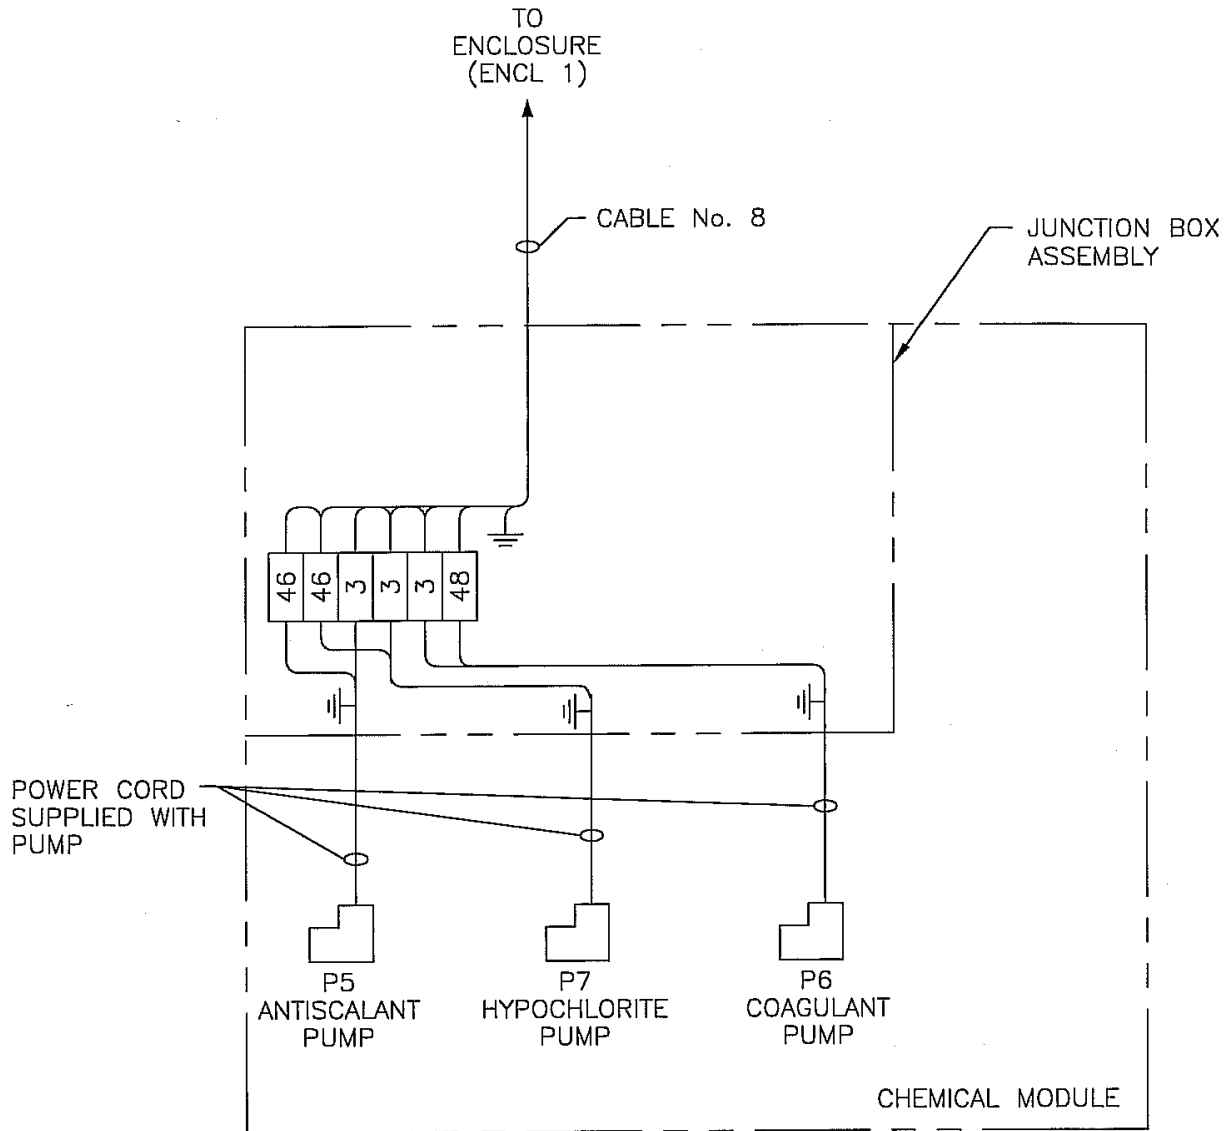 TO
ENCLOSURE
(ENCL 1)
CABLE No. 8
JUNCTION BOX
ASSEMBLY
46 46 3 3 3 48
POWER CORD
SUPPLIED WITH
PUMP
P5
ANTISCALANT
PUMP
P7
HYPOCHLORITE
PUMP
P6
COAGULANT
PUMP
CHEMICAL MODULE